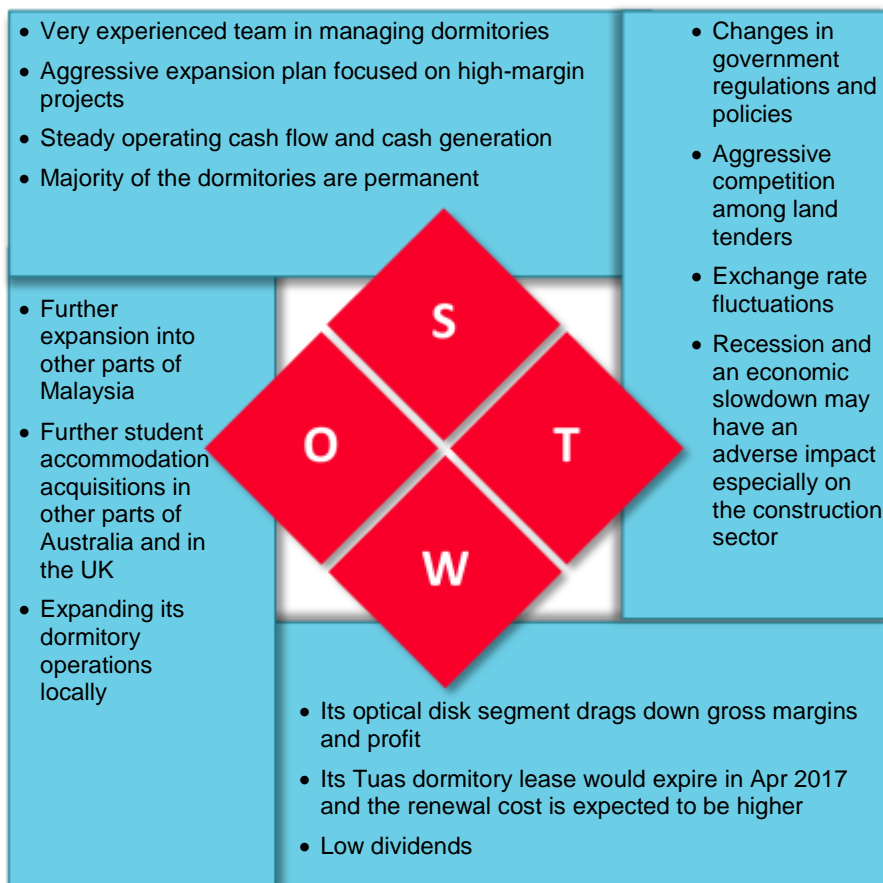 • Very experienced team in managing dormitories
• Aggressive expansion plan focused on high-margin
projects
• Steady operating cash flow and cash generation
• Majority of the dormitories are permanent
• Changes in
government
regulations and
policies
• Aggressive
competition
among land
tenders
• Exchange rate
fluctuations
• Recession and
an economic
slowdown may
have an
adverse impact
especially on
the construction
sector
• Further
expansion into
other parts of
Malaysia
• Further student
accommodation
acquisitions in
other parts of
Australia and in
the UK
• Expanding its
dormitory
operations
locally
S
O
T
W
• Its optical disk segment drags down gross margins
and profit
• Its Tuas dormitory lease would expire in Apr 2017
and the renewal cost is expected to be higher
• Low dividends